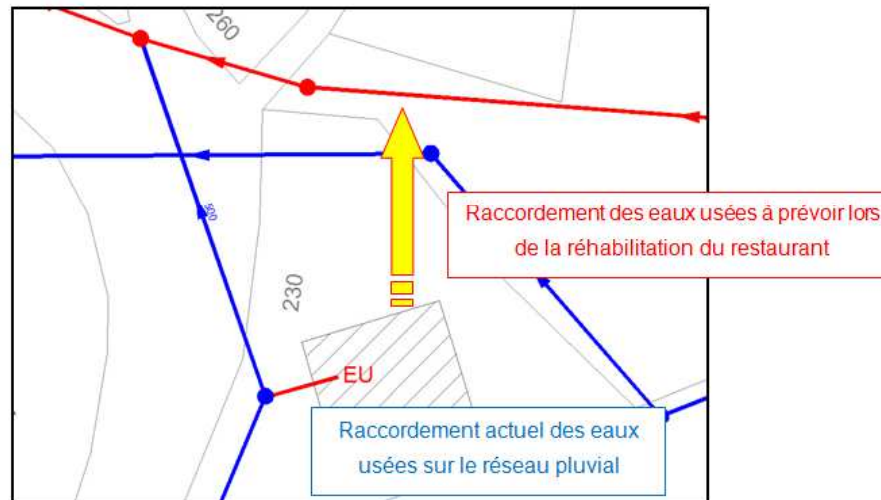 260
500
Raccordement des eaux usées à prévoir lors
de la réhabilitation du restaurant
230
EU
Raccordement actuel des eaux
usées sur le réseau pluvial